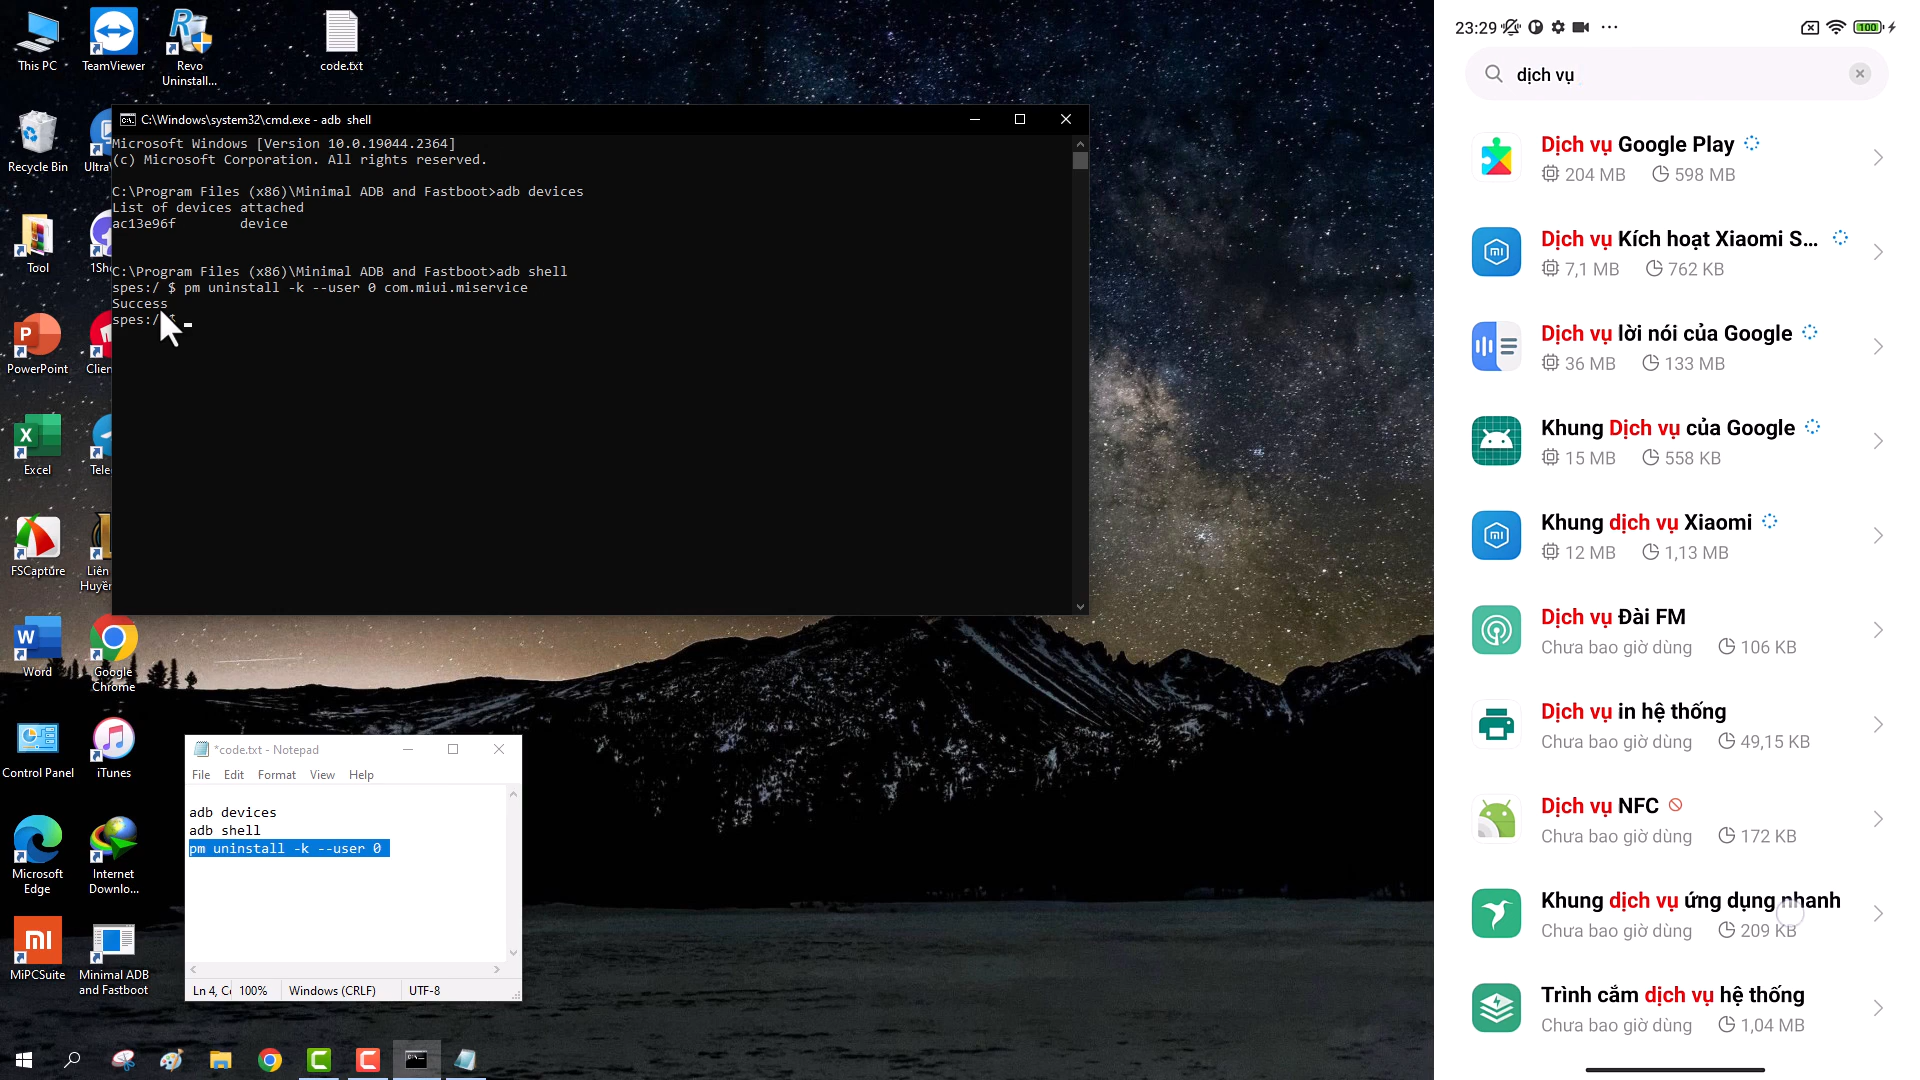 This PC
TeamViewer
Revo
Uninstall...
code.txt
Recycle Bin
Tool
PowerPoint
Excel
FSCapture
Liên
Huyền
Word
Google
Chrome
Control Panel
iTunes
Microsoft
Edge
Internet
Downlo...
MiPCSuite
Minimal ADB
and Fastboot
C:\Windows\system32\cmd.exe - adb  shell
Microsoft Windows [Version 10.0.19044.2364]
(c) Microsoft Corporation. All rights reserved.
C:\Program Files (x86)\Minimal ADB and Fastboot>adb devices
List of devices attached
ac13e96f        device
C:\Program Files (x86)\Minimal ADB and Fastboot>adb shell
spes:/ $ pm uninstall -k --user 0 com.miui.miservice
Success
spes:/ $
*code.txt - Notepad
File Edit Format View Help
adb devices
adb shell
pm uninstall -k --user 0
Ln 4, C 100% Windows (CRLF) UTF-8
23:29 100
dịch vụ
Dịch vụ Google Play
204 MB 598 MB
Dịch vụ Kích hoạt Xiaomi S...
7,1 MB 762 KB
Dịch vụ lời nói của Google
36 MB 133 MB
Khung Dịch vụ của Google
15 MB 558 KB
Khung dịch vụ Xiaomi
12 MB 1,13 MB
Dịch vụ Đài FM
Chưa bao giờ dùng 106 KB
Dịch vụ in hệ thống
Chưa bao giờ dùng 49,15 KB
Dịch vụ NFC
Chưa bao giờ dùng 172 KB
Khung dịch vụ ứng dụng nhanh
Chưa bao giờ dùng 209 KB
Trình cắm dịch vụ hệ thống
Chưa bao giờ dùng 1,04 MB